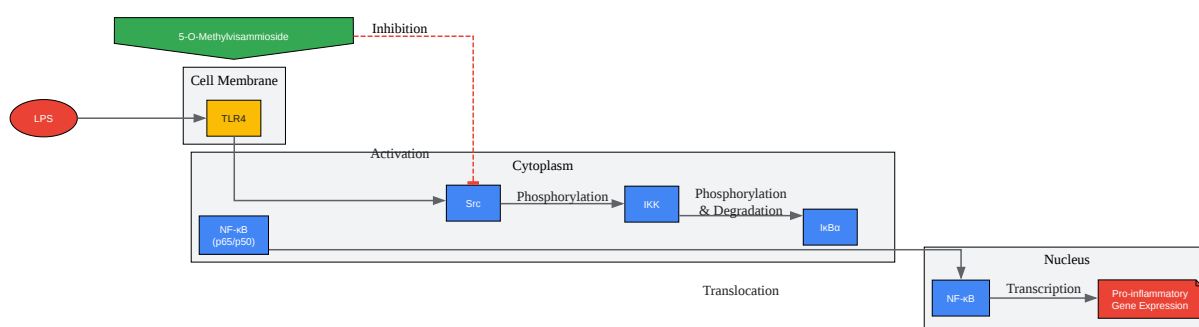 5-O-Methylvisammioside
Inhibition
Cell Membrane
LPS
TLR4
Activation
Cytoplasm
Src
Phosphorylation
IKK
Phosphorylation
& Degradation
IκBα
NF-κB
(p65/p50)
Translocation
Nucleus
NF-κB
Transcription
Pro-inflammatory
Gene Expression